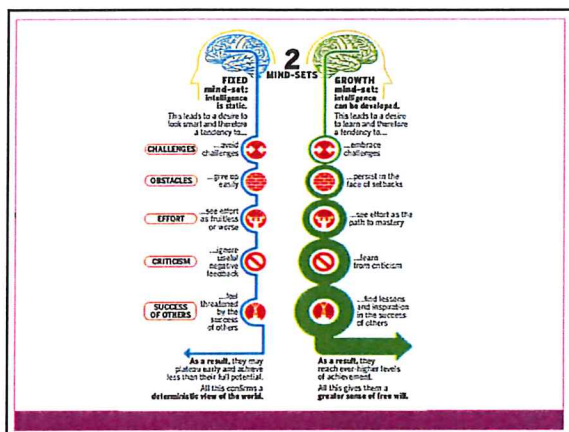 2
MIND-SETS
FIXED
mind-set:
intelligence
is static.
This leads to a desire to
look smart and therefore
a tendency to...
GROWTH
mind-set:
intelligence
can be developed.
This leads to a desire
to learn and therefore
a tendency to...
CHALLENGES
...avoid
challenges
...embrace
challenges
OBSTACLES
...give up
easily
...persist in the
face of setbacks
EFFORT
...see effort
as fruitless
or worse
...see effort as the
path to mastery
CRITICISM
...ignore
useful
negative
feedback
...learn
from criticism
SUCCESS
OF OTHERS
...feel
threatened
by the
success
of others
...find lessons
and inspiration
in the success
of others
As a result, they may
plateau early and achieve
less than their full potential.
All this confirms a
deterministic view of the world.
As a result, they
reach ever-higher levels
of achievement.
All this gives them a
greater sense of free will.